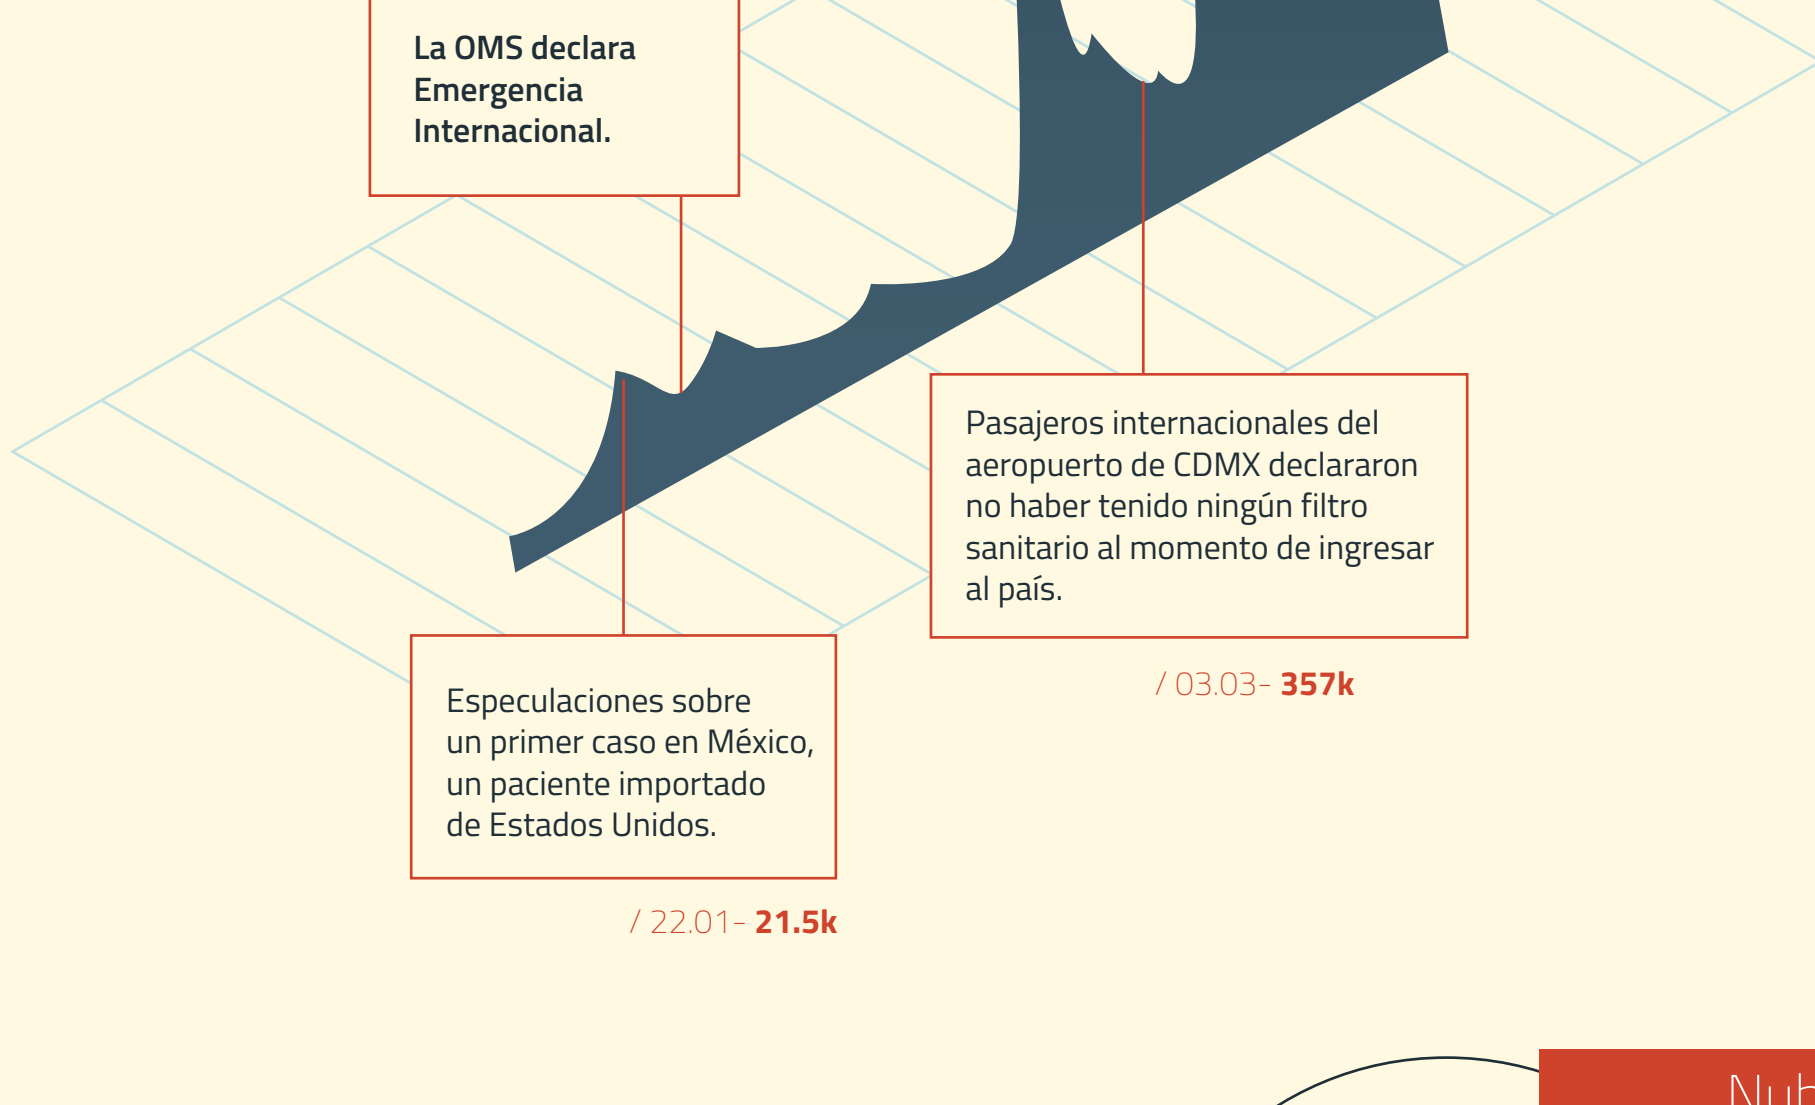 La OMS declara
Emergencia
Internacional.
Pasajeros internacionales del
aeropuerto de CDMX declararon
no haber tenido ningún filtro
sanitario al momento de ingresar
al país.
/ 03.03- 357k
Especulaciones sobre
un primer caso en México,
un paciente importado
de Estados Unidos.
/ 22.01- 21.5k